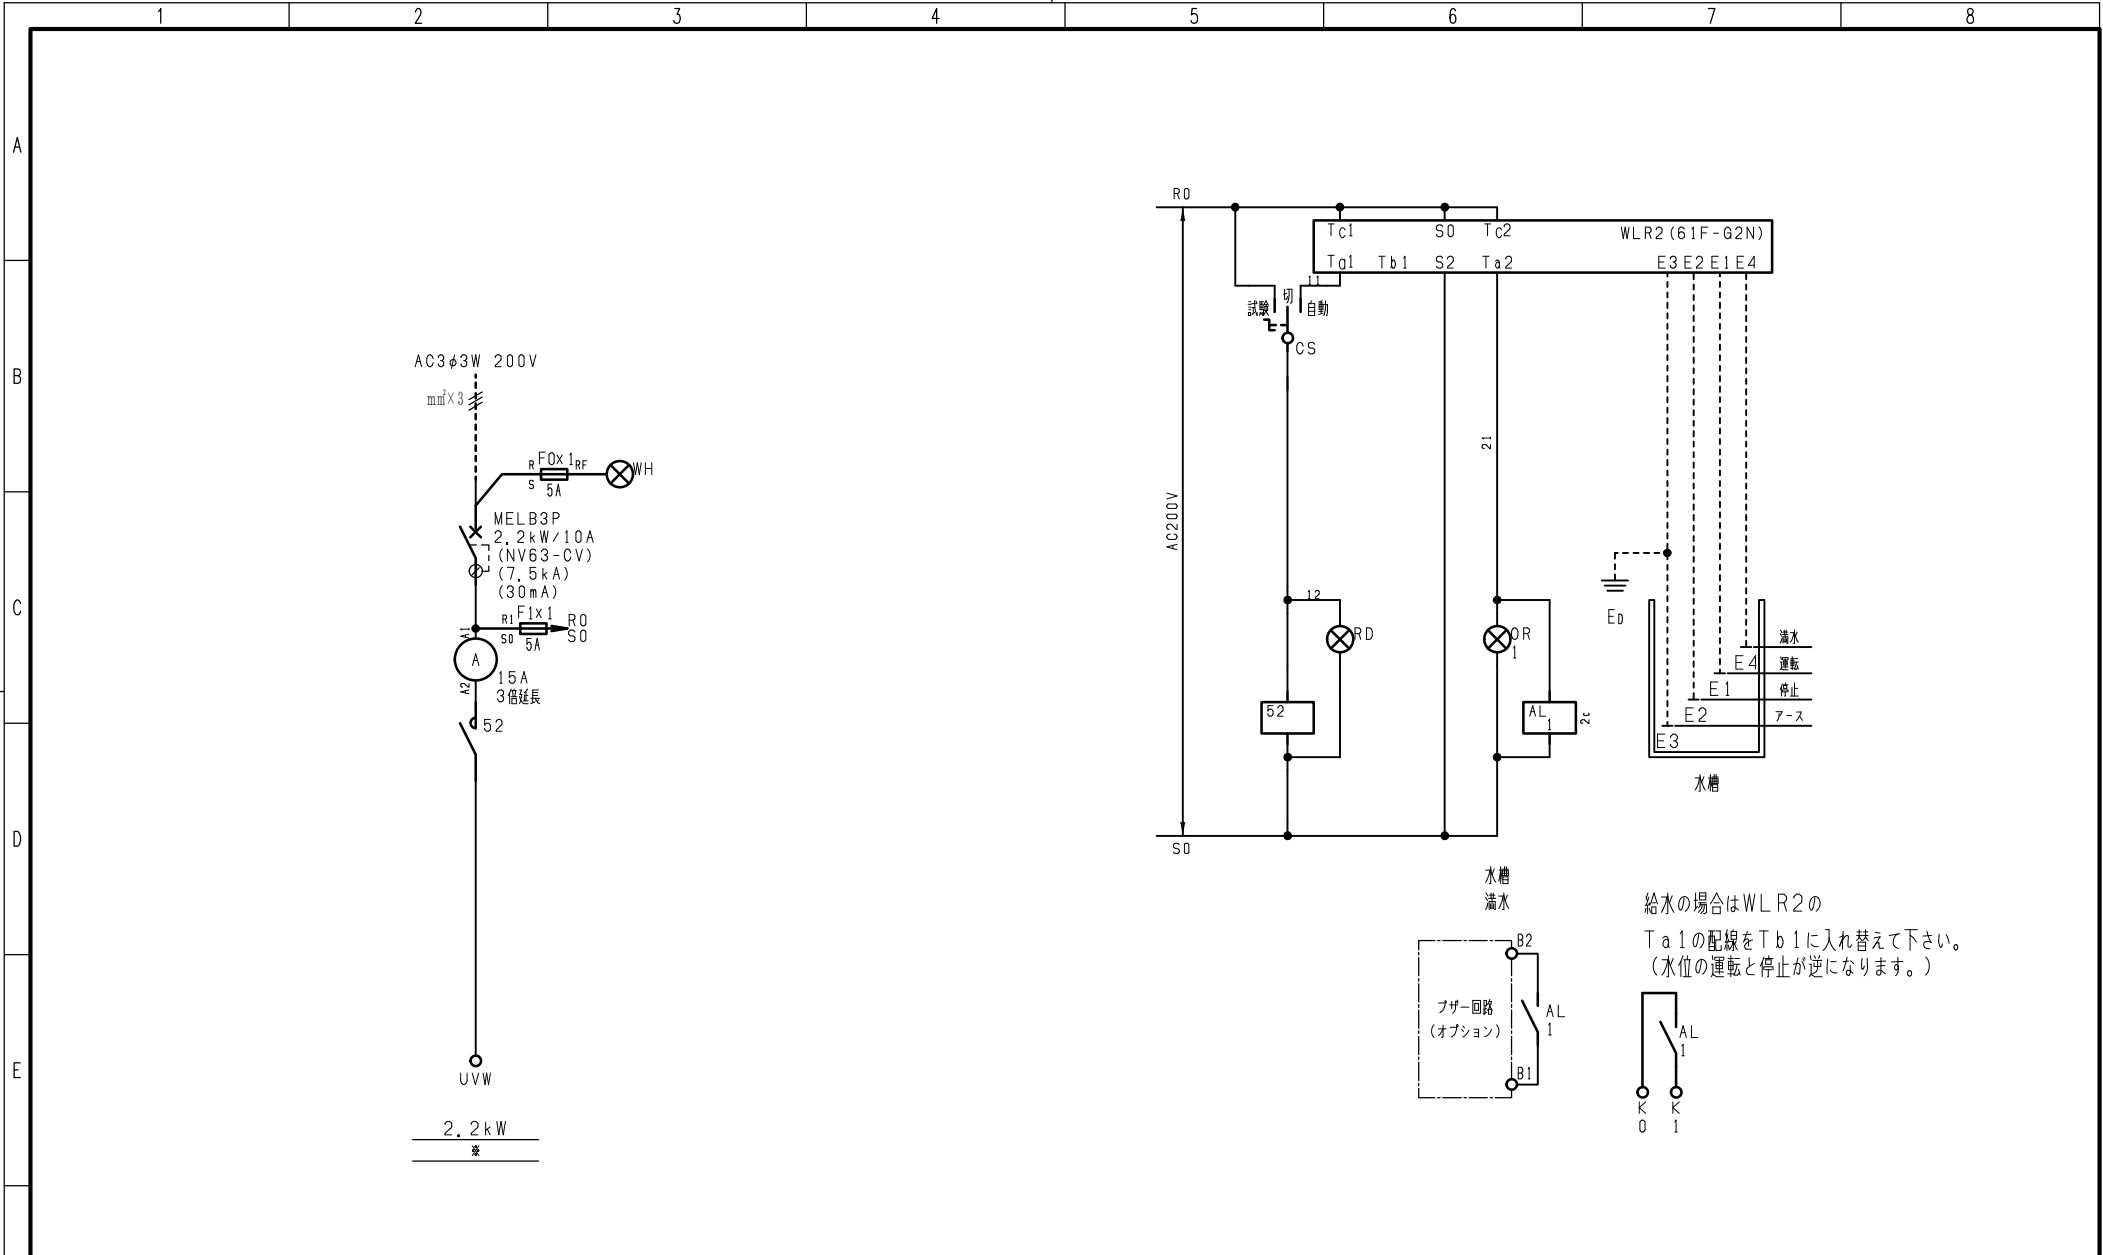 1 2 3 4 5 6 7 8
A
B
C
D
E
AC3φ3W 200V
mm²×3
R
F0×1
RF
WH
S
5A
MELB3P
2.2kW/10A
(NV63-CV)
(7.5kA)
(30mA)
A1
R1
F1×1
R0
S0
5A
S0
A
A2
15A
3倍延長
52
UVW
2.2kW
※
R0
Tc1 S0 Tc2 WLR2(61F-G2N)
Ta1 Tb1 S2 Ta2 E3 E2 E1 E4
11
試験
切
自動
CS
21
AC200V
12
RD
OR
1
52
AL
1
2c
ED
満水
E4
運転
E1
停止
E2
アース
E3
水槽
S0
水槽
満水
給水の場合はWLR2の
Ta1の配線をTb1に入れ替えて下さい。
(水位の運転と停止が逆になります。)
B2
ブザー回路
(オプション)
AL
1
B1
AL
1
K
0
K
1